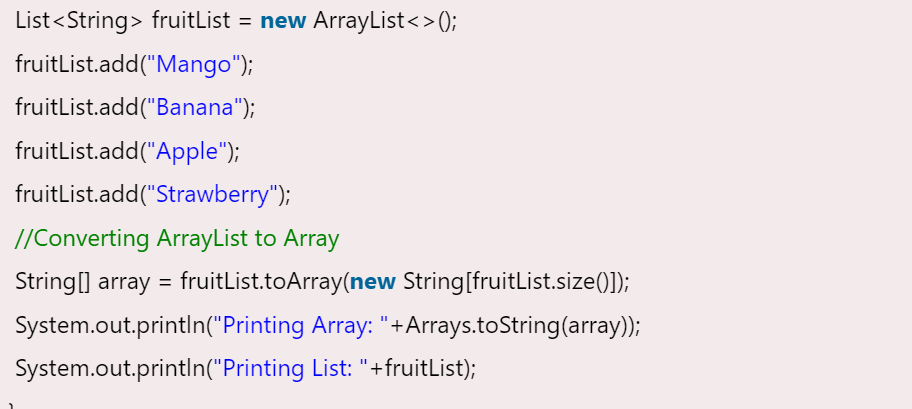 List<String> fruitList = new ArrayList<>();
fruitList.add("Mango");
fruitList.add("Banana");
fruitList.add("Apple");
fruitList.add("Strawberry");
//Converting ArrayList to Array
String[] array = fruitList.toArray(new String[fruitList.size()]);
System.out.println("Printing Array: "+Arrays.toString(array));
System.out.println("Printing List: "+fruitList);